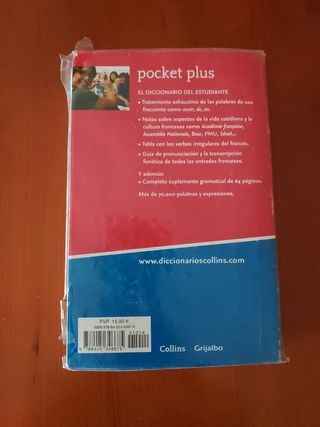 pocket plus
EL DICCIONARIO DEL ESTUDIANTE
• Tratamiento exhaustivo de las palabras de uso
frecuente como avoir, de, en.
• Notas sobre aspectos de la vida cotidiana y la
cultura francesas como Académie française,
Assemblée Nationale, Beur, PMU, Sénat...
• Tabla con los verbos irregulares del francés.
• Guía de pronunciación y la transcripción
fonética de todas las entradas francesas.
Y además:
• Completo suplemento gramatical de 64 páginas.
Más de 70.000 palabras y expresiones.
www.diccionarioscollins.com
PVP 15,90 €
Collins Grijalbo